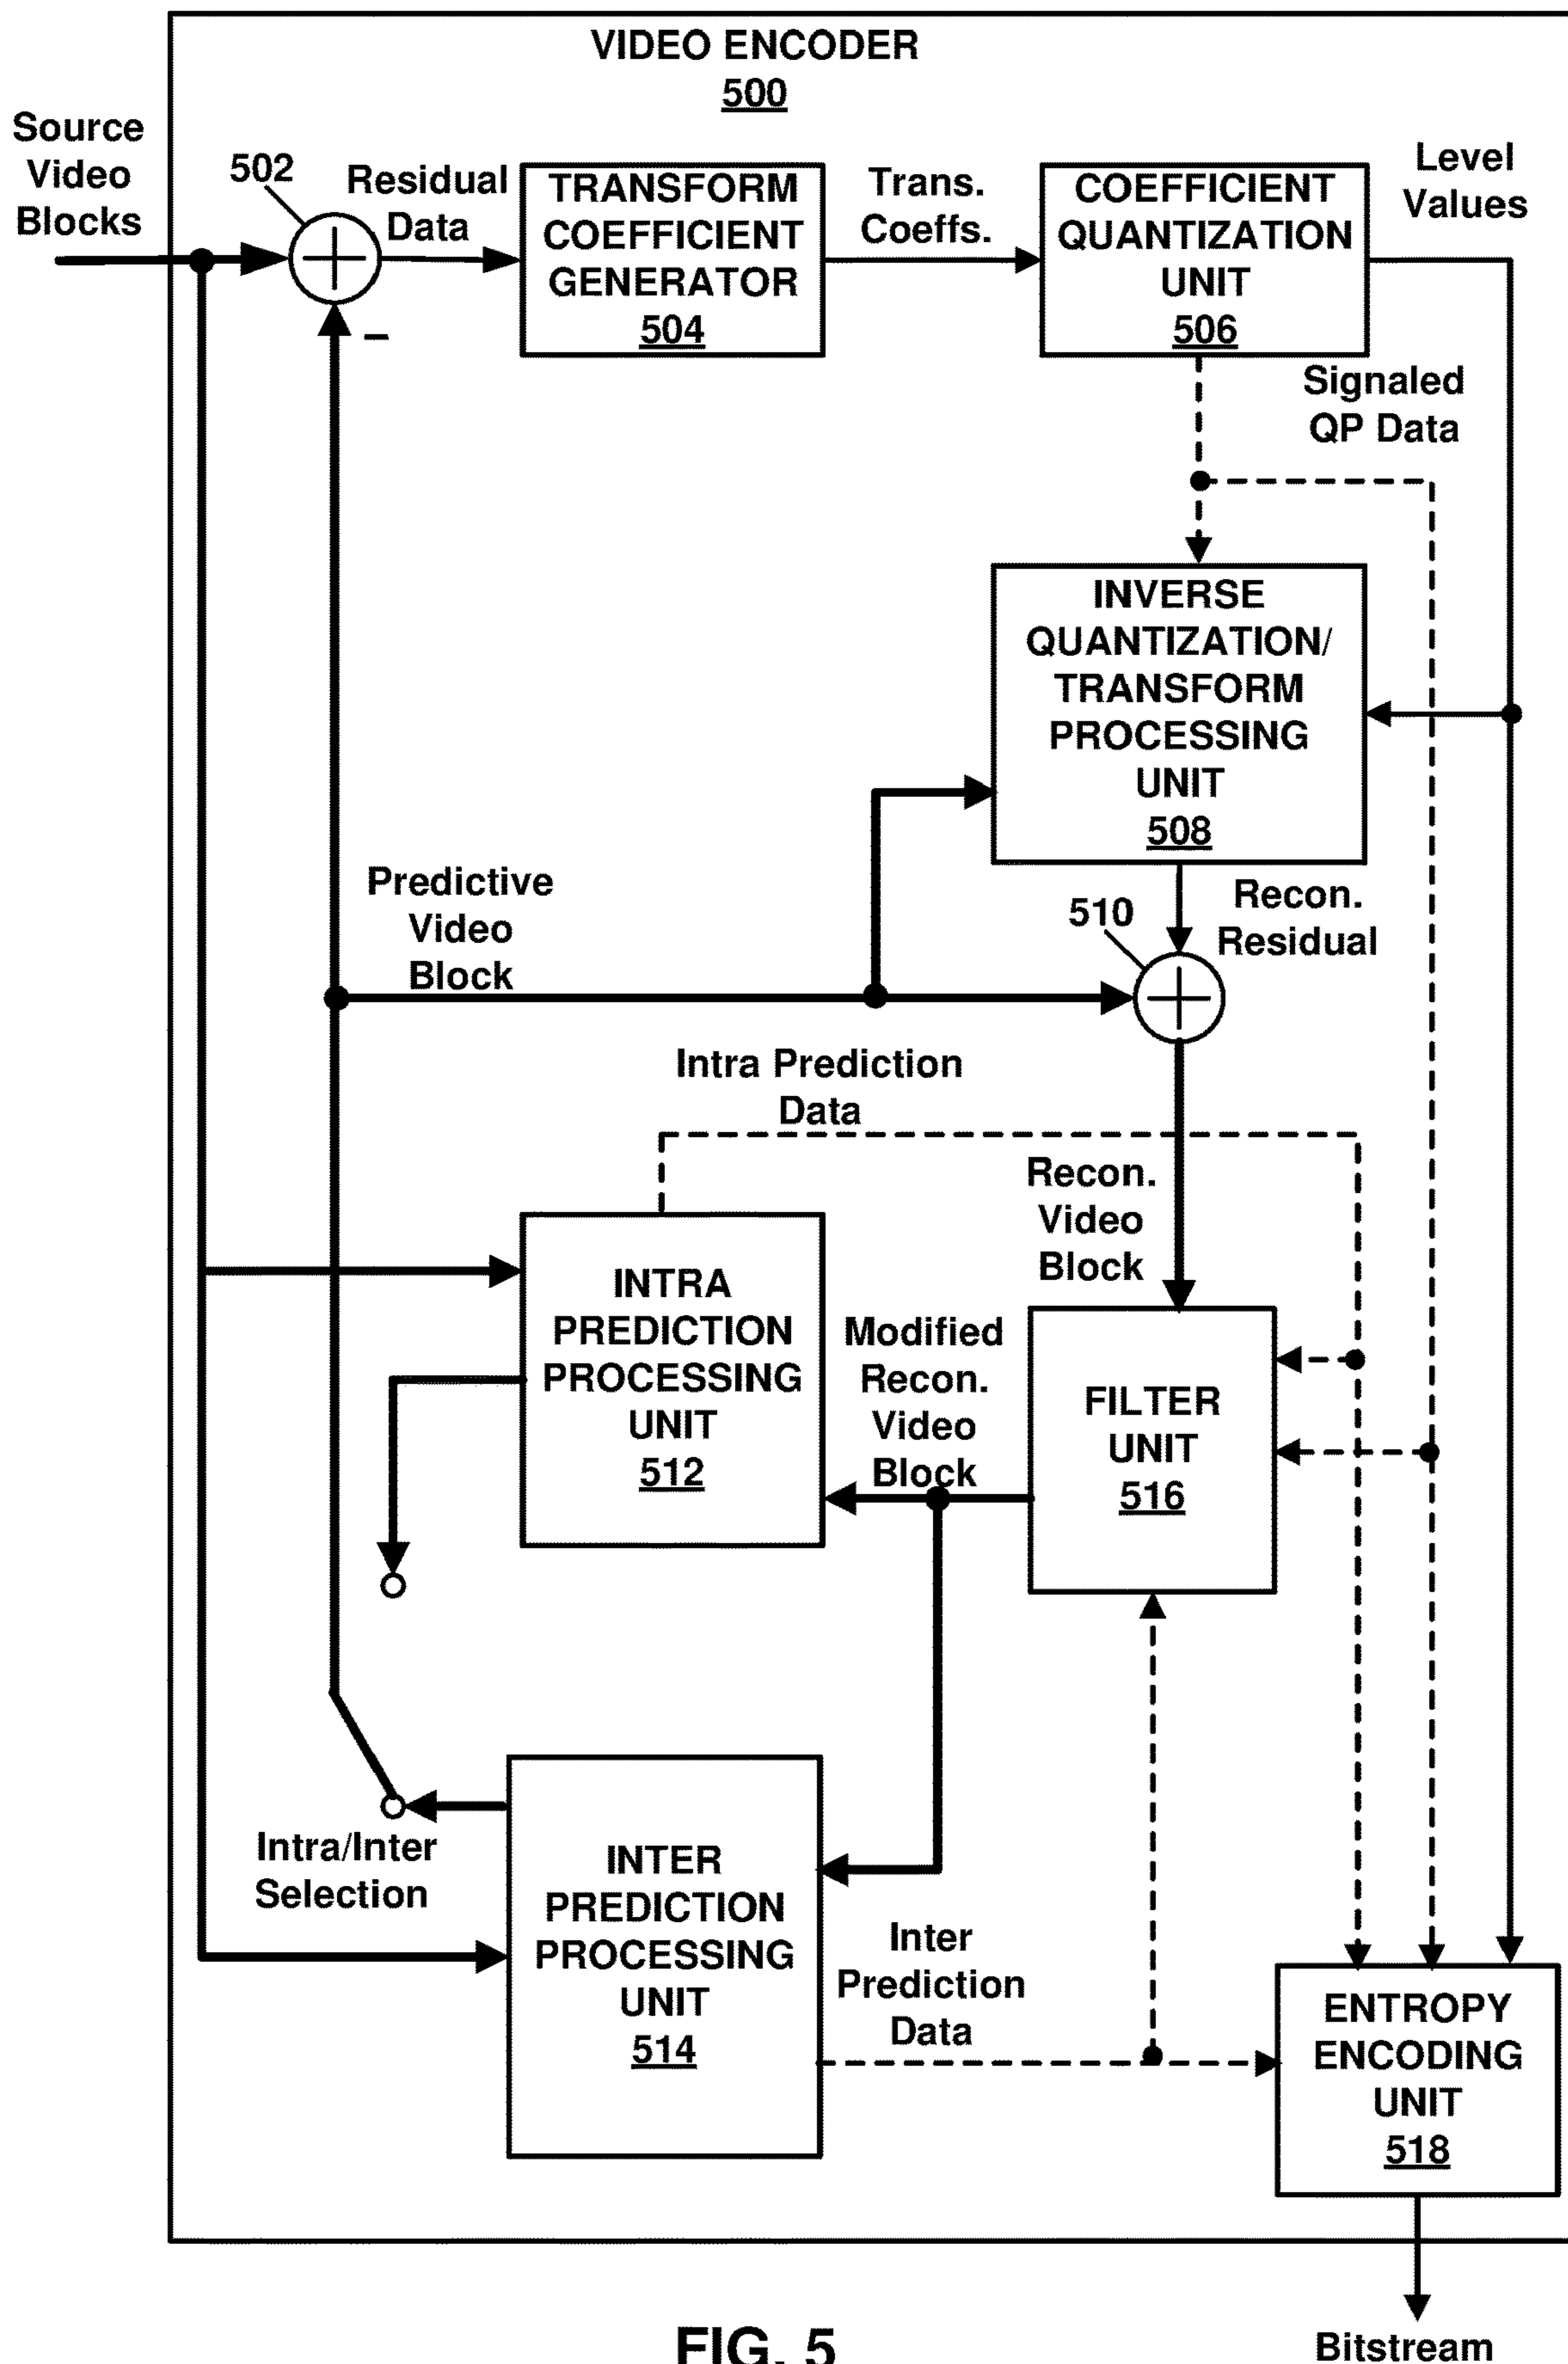 VIDEO ENCODER
500
Source
Video
Blocks
502
Residual
Data
TRANSFORM
COEFFICIENT
GENERATOR
504
Trans.
Coeffs.
COEFFICIENT
QUANTIZATION
UNIT
506
Level
Values
–
Signaled
QP Data
INVERSE
QUANTIZATION/
TRANSFORM
PROCESSING
UNIT
508
Predictive
Video
Block
510
Recon.
Residual
Intra Prediction
Data
Recon.
Video
Block
INTRA
PREDICTION
PROCESSING
UNIT
512
Modified
Recon.
Video
Block
FILTER
UNIT
516
Intra/Inter
Selection
INTER
PREDICTION
PROCESSING
UNIT
514
Inter
Prediction
Data
ENTROPY
ENCODING
UNIT
518
FIG. 5
Bitstream